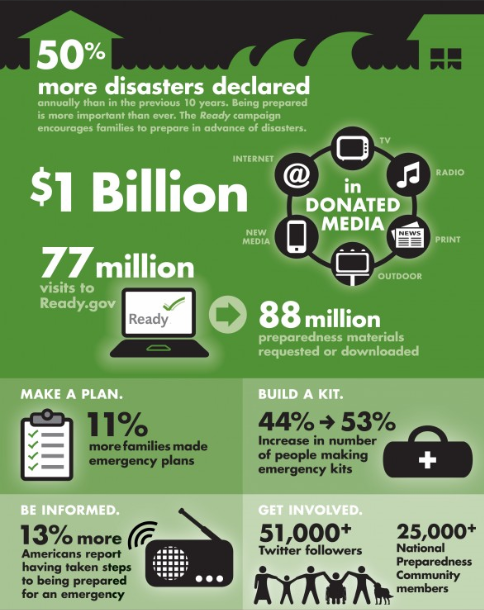 50%
more disasters declared
annually than in the previous 10 years. Being prepared
is more important than ever. The Ready campaign
encourages families to prepare in advance of disasters.
$1 Billion
in
DONATED
MEDIA
TV
INTERNET
@
RADIO
NEW
MEDIA
NEWS
PRINT
OUTDOOR
77 million
visits to
Ready.gov
Ready
88 million
preparedness materials
requested or downloaded
MAKE A PLAN.
11%
more families made
emergency plans
BUILD A KIT.
44% → 53%
Increase in number
of people making
emergency kits
BE INFORMED.
13% more
Americans report
having taken steps
to being prepared
for an emergency
GET INVOLVED.
51,000+
Twitter followers
25,000+
National
Preparedness
Community
members